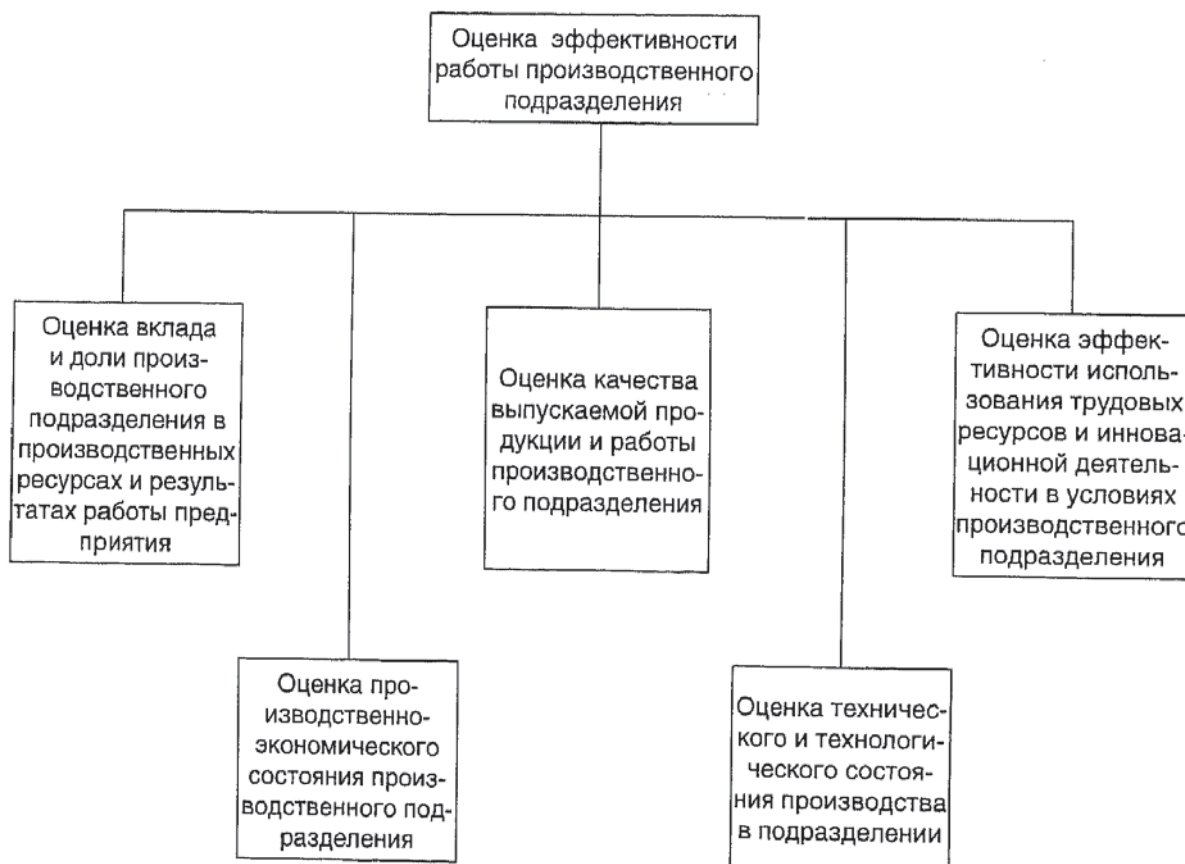 Оценка эффективности
работы производственного
подразделения
Оценка вклада
и доли произ-
водственного
подразделения в
производственных
ресурсах и резуль-
татах работы пред-
приятия
Оценка качества
выпускаемой про-
дукции и работы
производственно-
го подразделения
Оценка эффек-
тивности исполь-
зования трудовых
ресурсов и иннова-
ционной деятель-
ности в условиях
производственного
подразделения
Оценка про-
изводственно-
экономического
состояния произ-
водственного под-
разделения
Оценка техничес-
кого и технологи-
ческого состоя-
ния производства
в подразделении